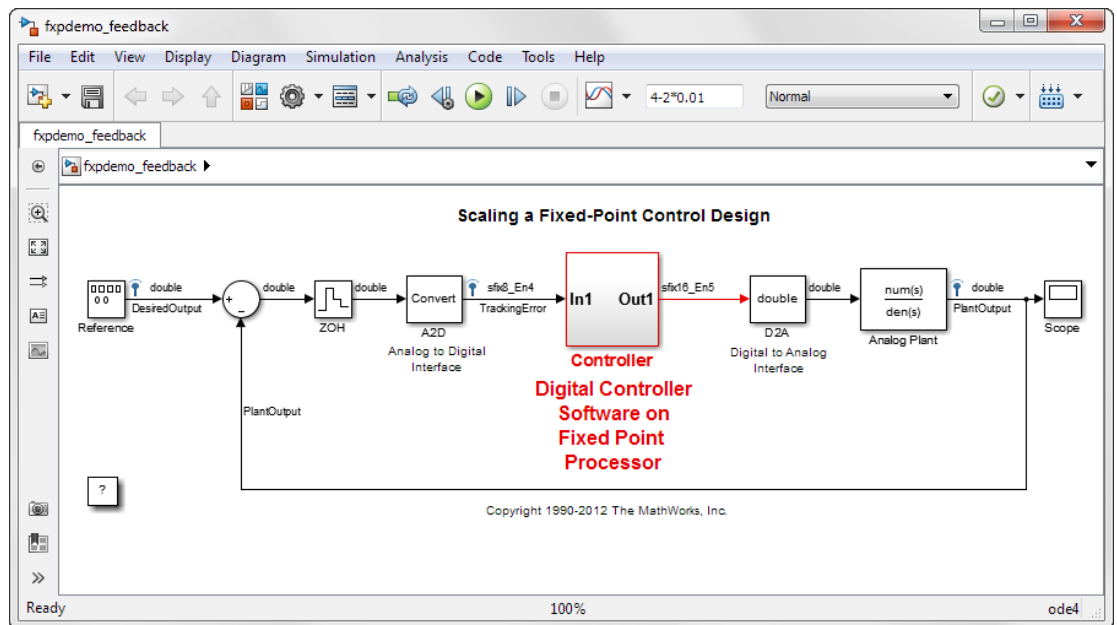 fxpdemo_feedback
File Edit View Display Diagram Simulation Analysis Code Tools Help
4-2*0.01 Normal
fxpdemo_feedback
fxpdemo_feedback
Scaling a Fixed-Point Control Design
double
DesiredOutput
Reference
+
−
double
ZOH
double
Convert
A2D
Analog to Digital
Interface
sfix8_En4
TrackingError
In1 Out1
Controller
Digital Controller
Software on
Fixed Point
Processor
sfix16_En5
double
D2A
Digital to Analog
Interface
double
num(s)
den(s)
Analog Plant
double
PlantOutput
Scope
PlantOutput
?
Copyright 1990-2012 The MathWorks, Inc.
Ready 100% ode4